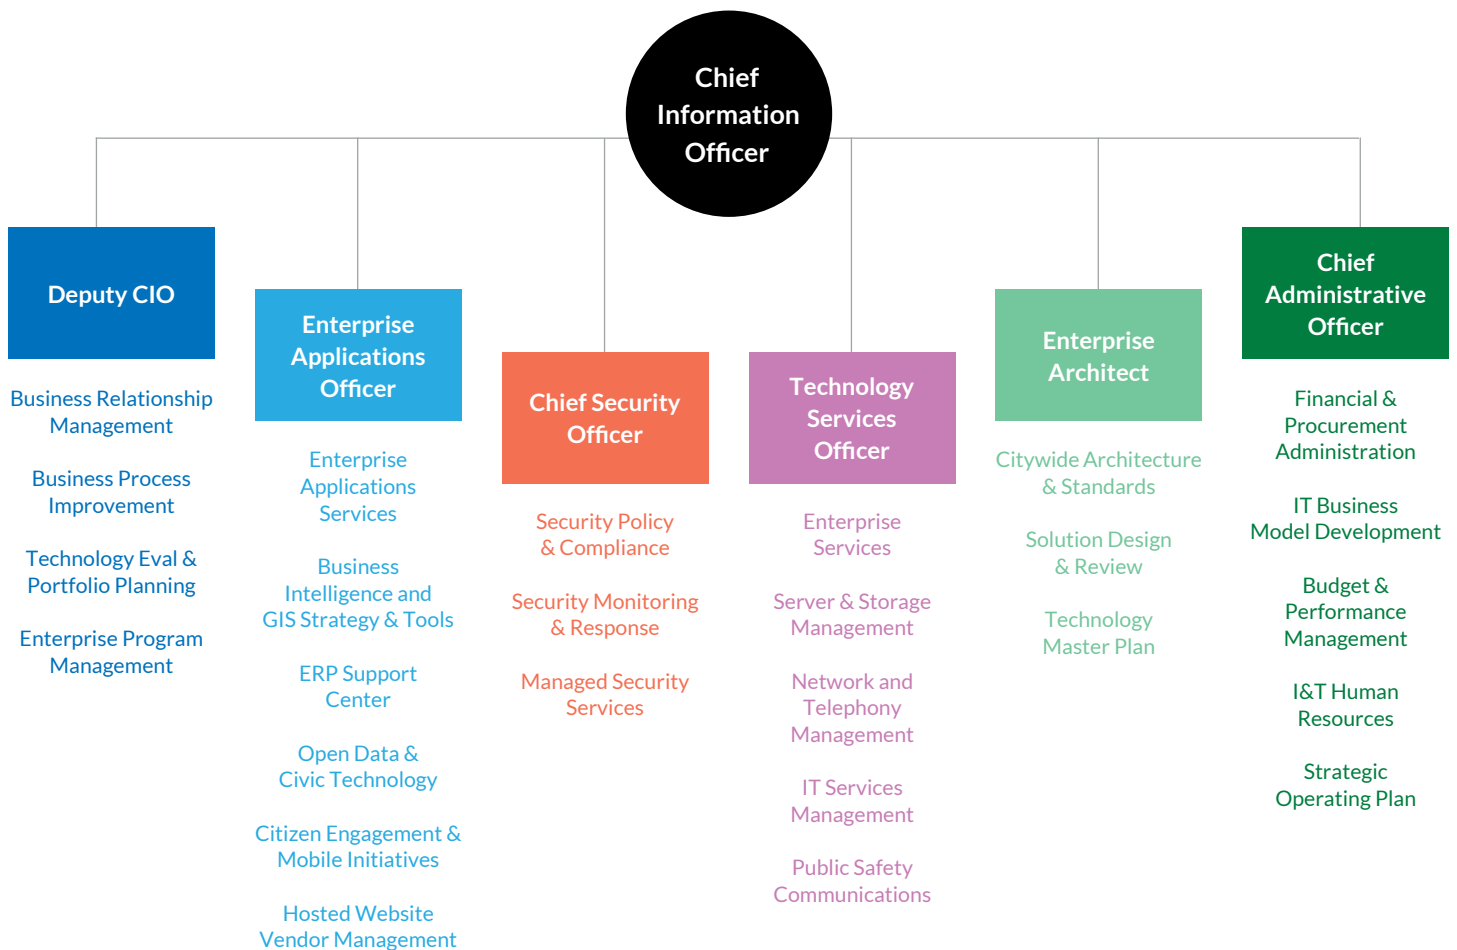 Chief
Information
Officer
Deputy CIO
Business Relationship
Management
Business Process
Improvement
Technology Eval &
Portfolio Planning
Enterprise Program
Management
Enterprise
Applications
Officer
Enterprise
Applications
Services
Business
Intelligence and
GIS Strategy & Tools
ERP Support
Center
Open Data &
Civic Technology
Citizen Engagement &
Mobile Initiatives
Hosted Website
Vendor Management
Chief Security
Officer
Security Policy
& Compliance
Security Monitoring
& Response
Managed Security
Services
Technology
Services
Officer
Enterprise
Services
Server & Storage
Management
Network and
Telephony
Management
IT Services
Management
Public Safety
Communications
Enterprise
Architect
Citywide Architecture
& Standards
Solution Design
& Review
Technology
Master Plan
Chief
Administrative
Officer
Financial &
Procurement
Administration
IT Business
Model Development
Budget &
Performance
Management
I&T Human
Resources
Strategic
Operating Plan